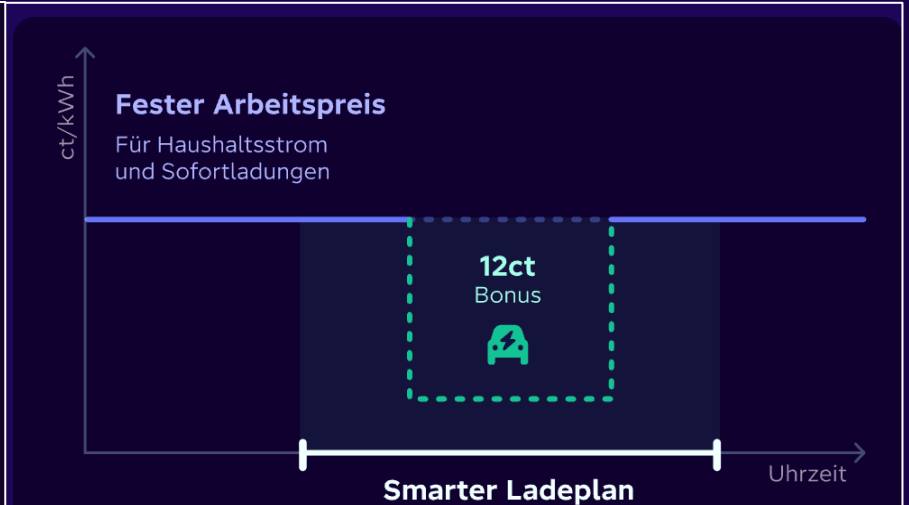 ct/kWh
Fester Arbeitspreis
Für Haushaltsstrom
und Sofortladungen
12ct
Bonus
Uhrzeit
Smarter Ladeplan